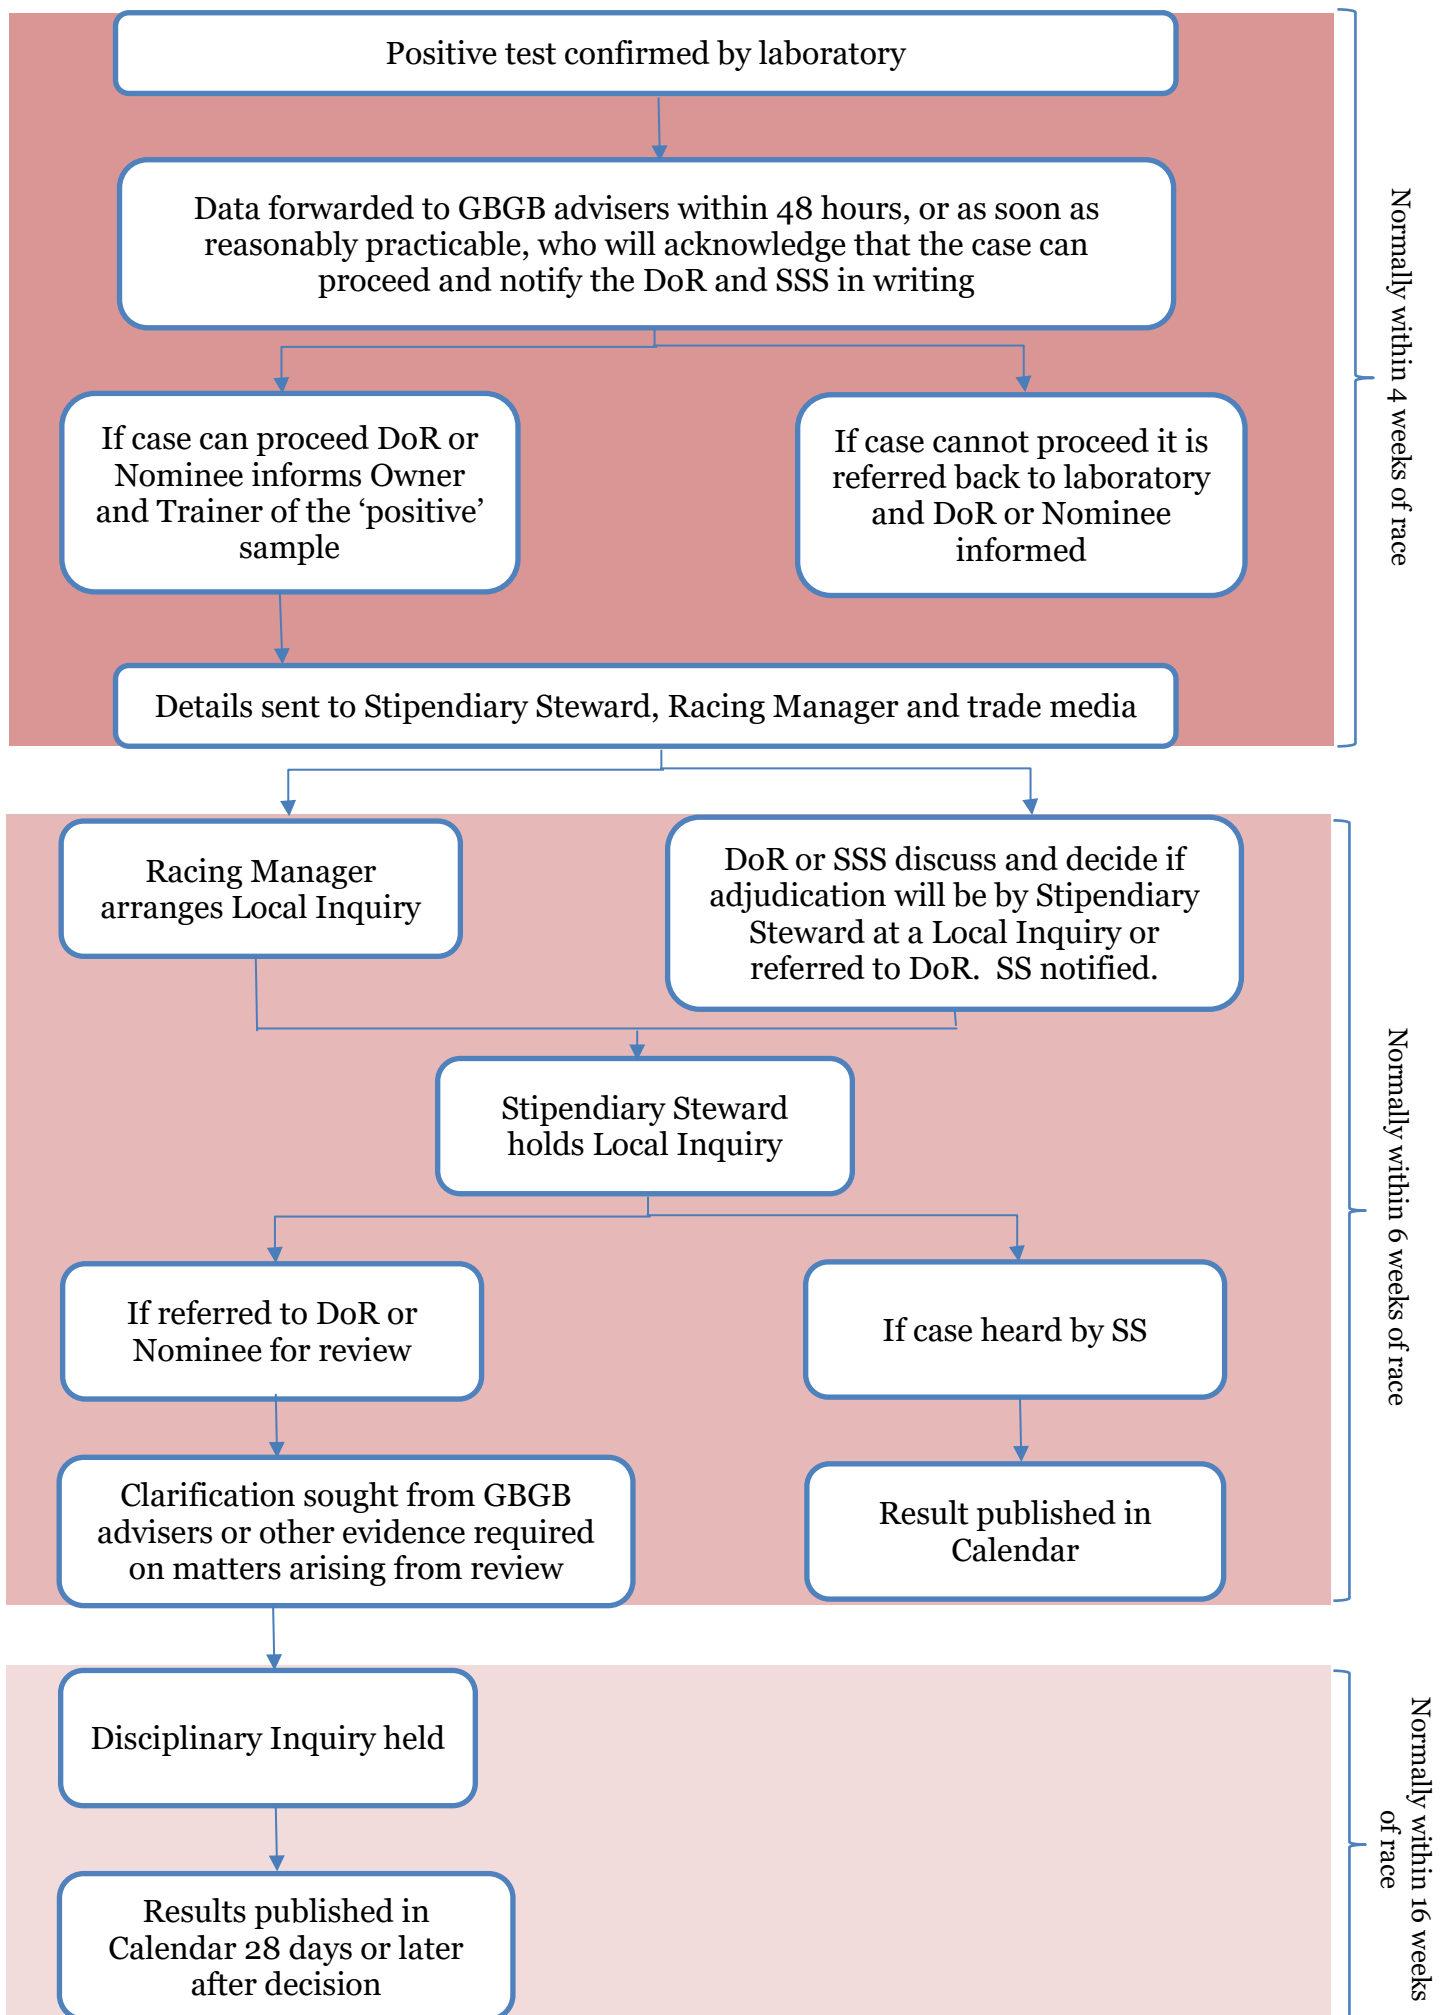 Positive test confirmed by laboratory
Data forwarded to GBGB advisers within 48 hours, or as soon as
reasonably practicable, who will acknowledge that the case can
proceed and notify the DoR and SSS in writing
If case can proceed DoR or
Nominee informs Owner
and Trainer of the ‘positive’
sample
If case cannot proceed it is
referred back to laboratory
and DoR or Nominee
informed
Details sent to Stipendiary Steward, Racing Manager and trade media
Normally within 4 weeks of race
Racing Manager
arranges Local Inquiry
DoR or SSS discuss and decide if
adjudication will be by Stipendiary
Steward at a Local Inquiry or
referred to DoR.  SS notified.
Stipendiary Steward
holds Local Inquiry
If referred to DoR or
Nominee for review
If case heard by SS
Clarification sought from GBGB
advisers or other evidence required
on matters arising from review
Result published in
Calendar
Normally within 6 weeks of race
Disciplinary Inquiry held
Results published in
Calendar 28 days or later
after decision
Normally within 16 weeks
of race